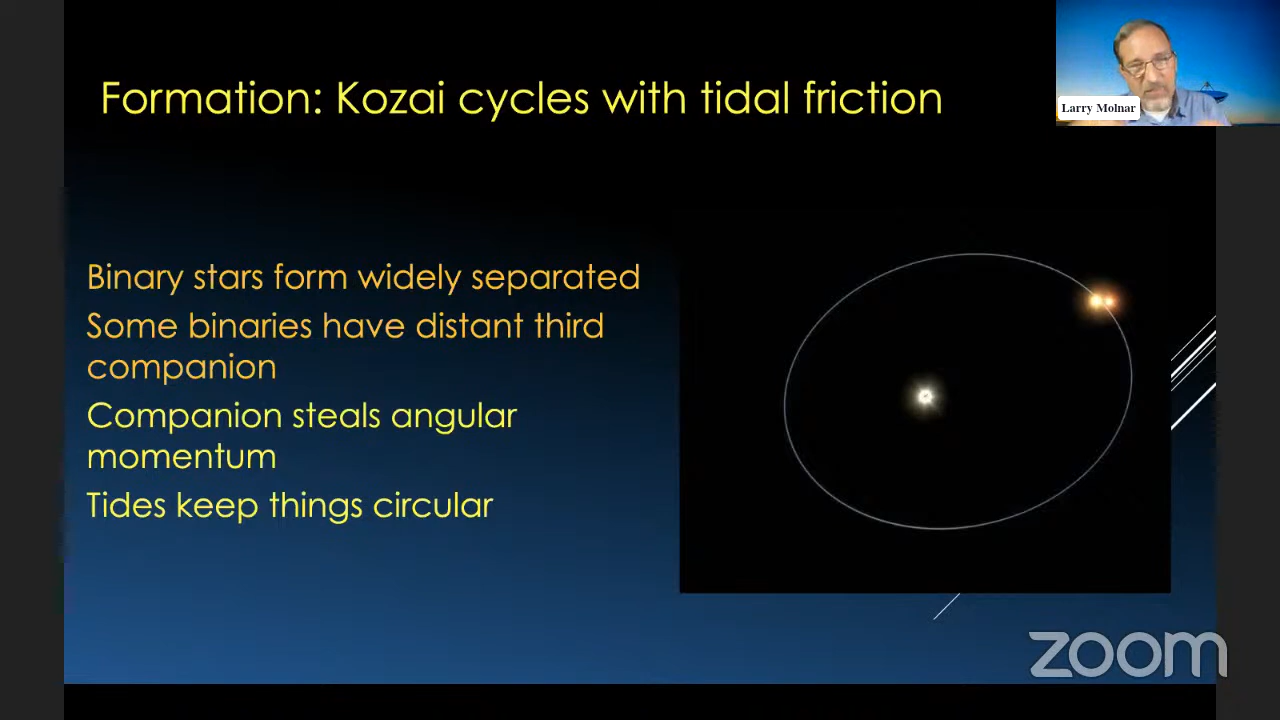 Formation: Kozai cycles with tidal friction
Larry Molnar
Binary stars form widely separated
Some binaries have distant third
companion
Companion steals angular
momentum
Tides keep things circular
zoom